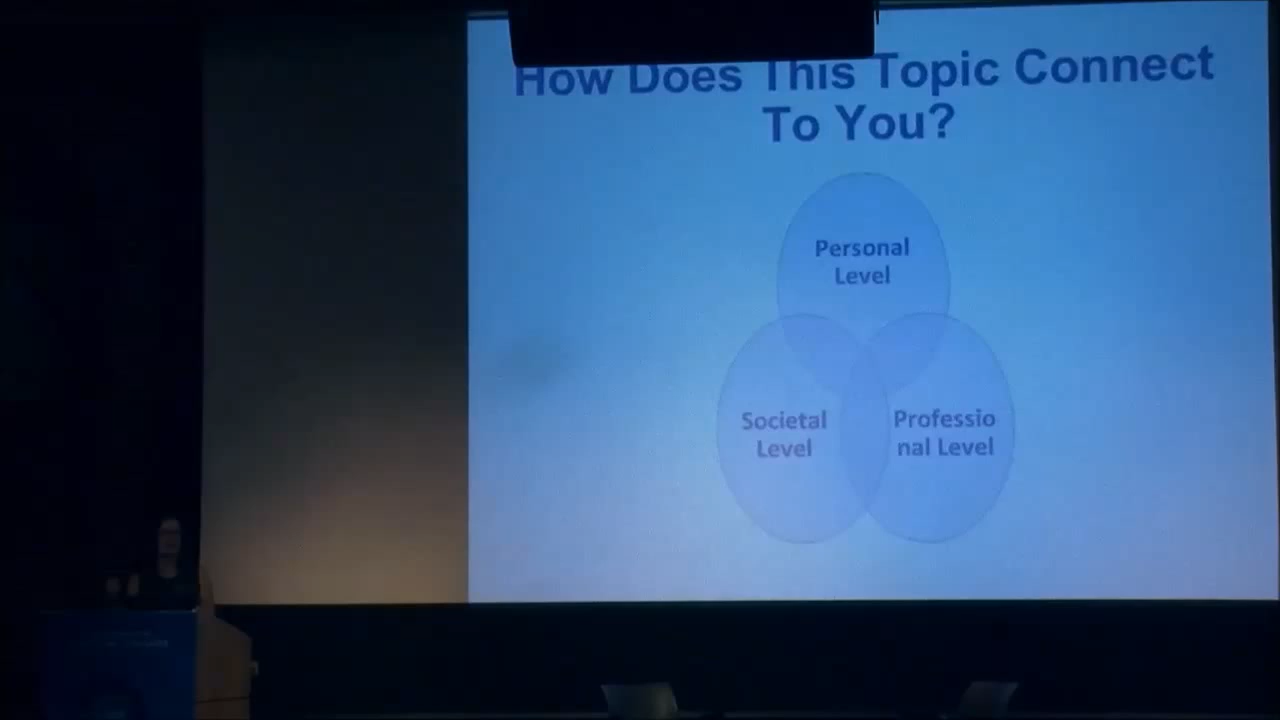 How Does This Topic Connect
To You?
Personal
Level
Societal
Level
Professio
nal Level